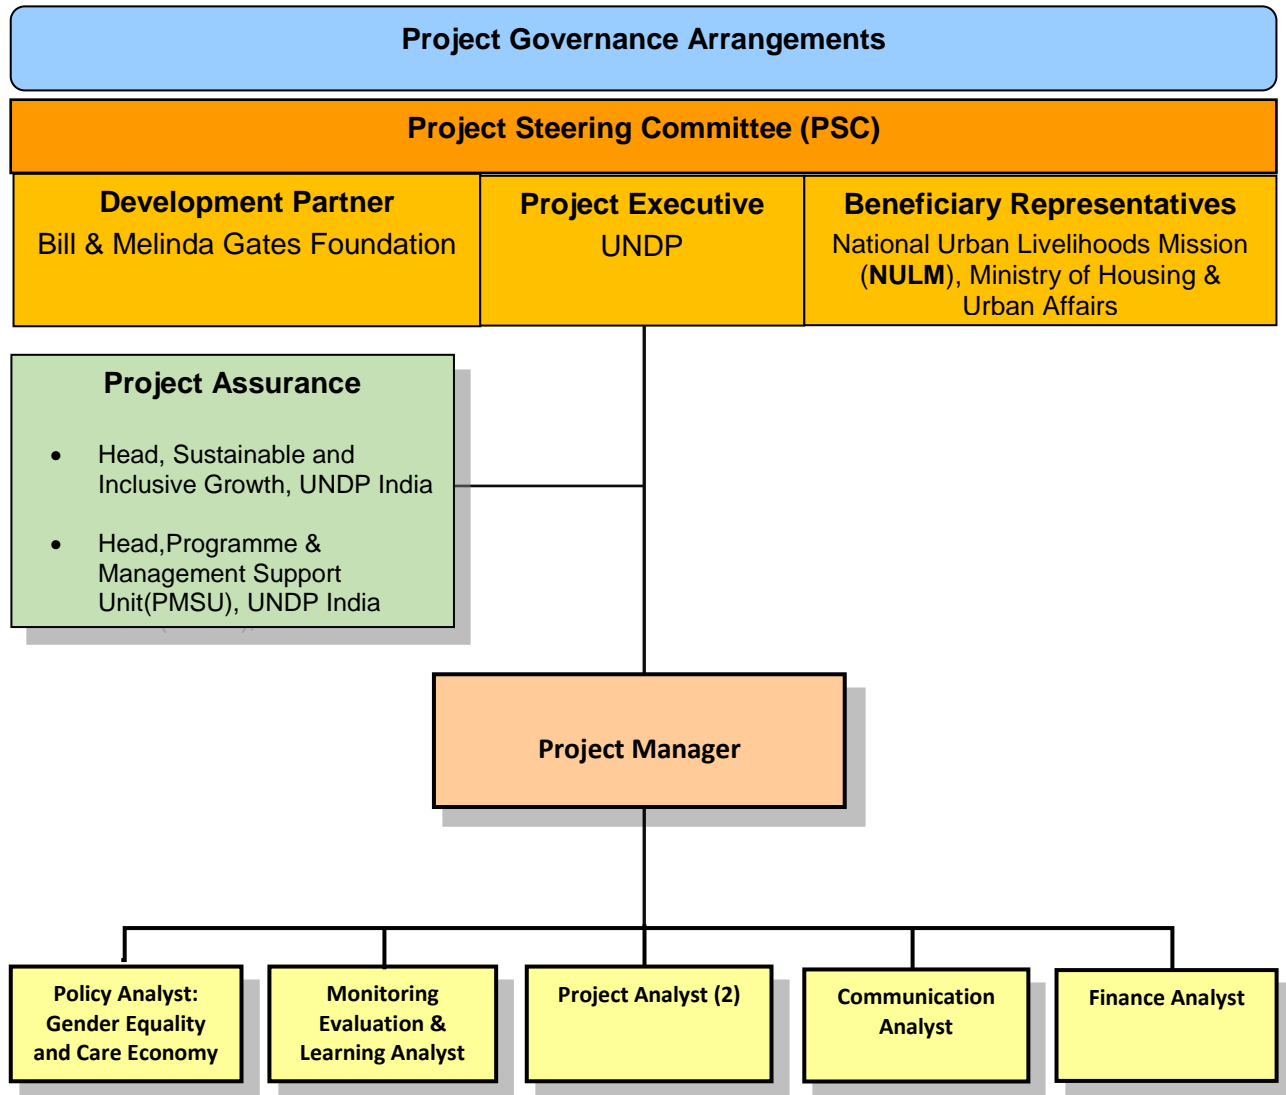 Project Governance Arrangements
Project Steering Committee (PSC)
Development Partner
Bill & Melinda Gates Foundation
Project Executive
UNDP
Beneficiary Representatives
National Urban Livelihoods Mission
(NULM), Ministry of Housing &
Urban Affairs
Project Assurance
• Head, Sustainable and
Inclusive Growth, UNDP India
• Head,Programme &
Management Support
Unit(PMSU), UNDP India
Project Manager
Policy Analyst:
Gender Equality
and Care Economy
Monitoring
Evaluation &
Learning Analyst
Project Analyst (2)
Communication
Analyst
Finance Analyst